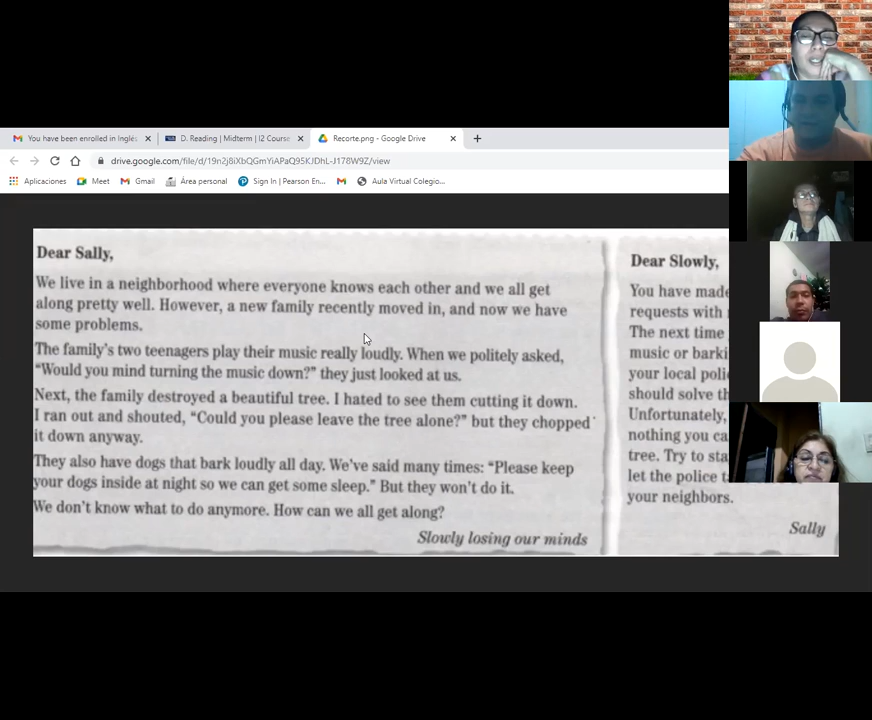 You have been enrolled in Inglés
D. Reading | Midterm | I2 Course
Recorte.png - Google Drive
drive.google.com/file/d/19n2j8iXbQGmYiAPaQ95KJDhL-J178W9Z/view
Aplicaciones
Meet
Gmail
Área personal
Sign In | Pearson En...
Aula Virtual Colegio...
Dear Sally,
We live in a neighborhood where everyone knows each other and we all get
along pretty well. However, a new family recently moved in, and now we have
some problems.
The family's two teenagers play their music really loudly. When we politely asked,
"Would you mind turning the music down?" they just looked at us.
Next, the family destroyed a beautiful tree. I hated to see them cutting it down.
I ran out and shouted, "Could you please leave the tree alone?" but they chopped
it down anyway.
They also have dogs that bark loudly all day. We've said many times: "Please keep
your dogs inside at night so we can get some sleep." But they won't do it.
We don't know what to do anymore. How can we all get along?
Slowly losing our minds
Dear Slowly,
You have made
requests with
The next time
music or barki
your local poli
should solve th
Unfortunately,
nothing you ca
tree. Try to sta
let the police t
your neighbors.
Sally